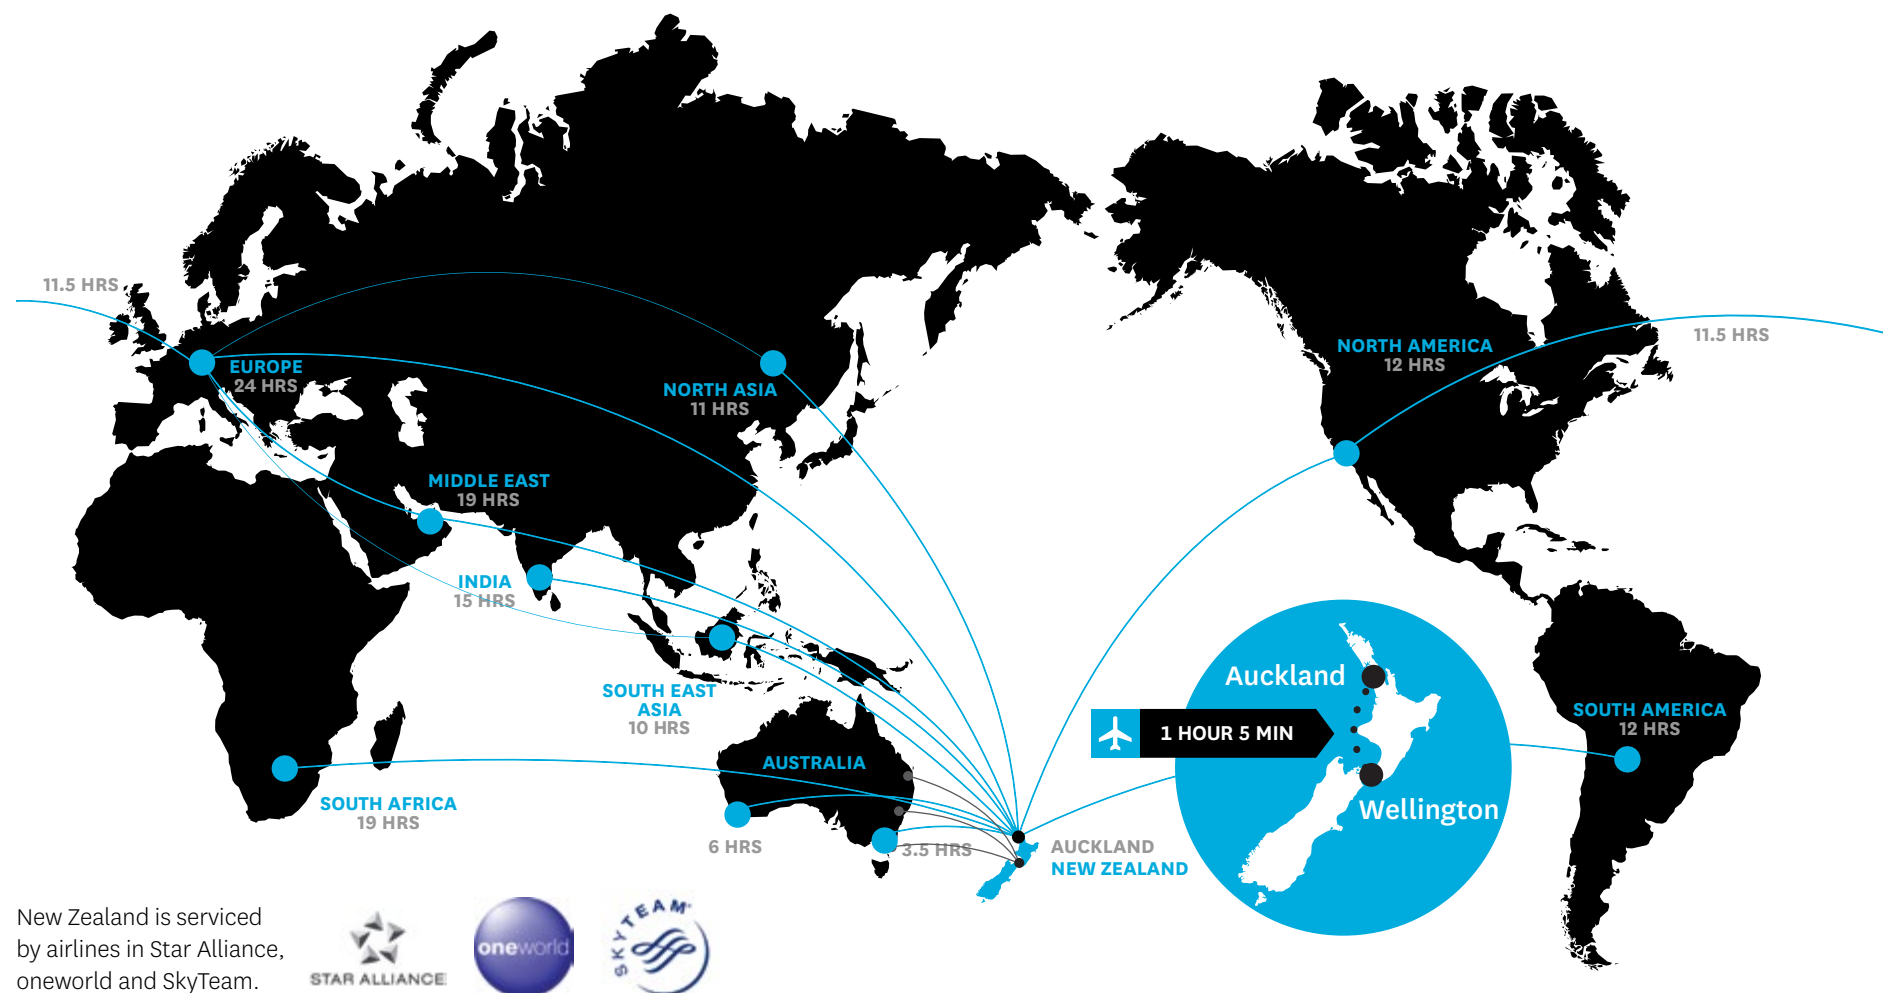 11.5 HRS
EUROPE
24 HRS
NORTH ASIA
11 HRS
NORTH AMERICA
12 HRS
11.5 HRS
MIDDLE EAST
19 HRS
INDIA
15 HRS
SOUTH EAST
ASIA
10 HRS
AUSTRALIA
SOUTH AFRICA
19 HRS
6 HRS
3.5 HRS
AUCKLAND
NEW ZEALAND
Auckland
1 HOUR 5 MIN
Wellington
SOUTH AMERICA
12 HRS
New Zealand is serviced
by airlines in Star Alliance,
oneworld and SkyTeam.
STAR ALLIANCE
oneworld
SKYTEAM